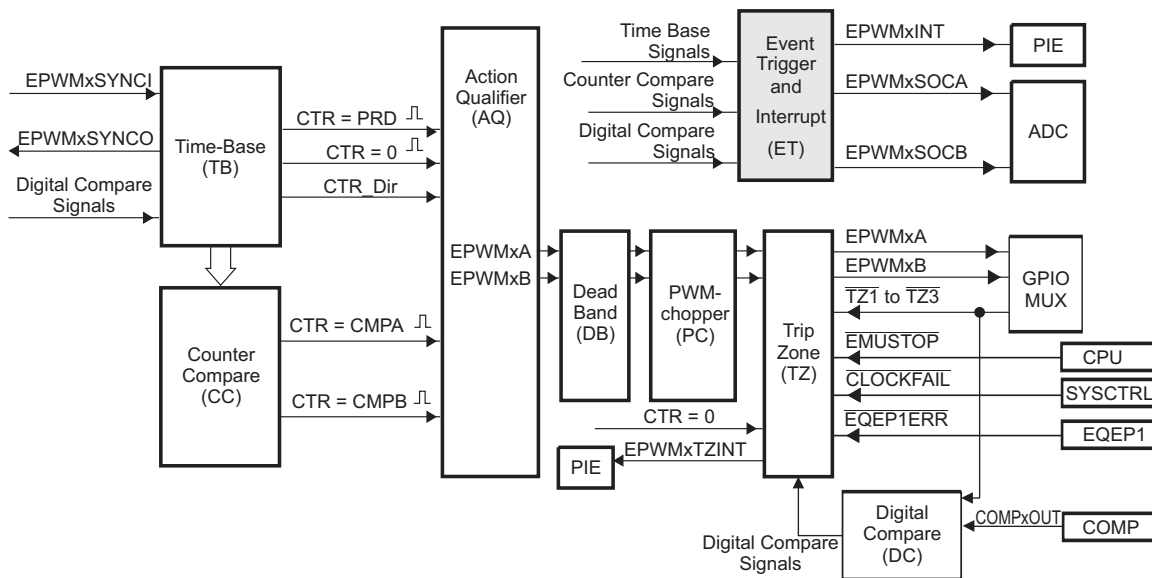 EPWMxSYNCI
EPWMxSYNCO
Digital Compare
Signals
Time-Base
(TB)
CTR = PRD
CTR = 0
CTR_Dir
Counter
Compare
(CC)
CTR = CMPA
CTR = CMPB
Action
Qualifier
(AQ)
EPWMxA
EPWMxB
Dead
Band
(DB)
PWM-
chopper
(PC)
Time Base
Signals
Counter Compare
Signals
Digital Compare
Signals
Event
Trigger
and
Interrupt
(ET)
EPWMxINT
EPWMxSOCA
EPWMxSOCB
PIE
ADC
Trip
Zone
(TZ)
EPWMxA
EPWMxB
TZ1 to TZ3
EMUSTOP
CLOCKFAIL
EQEP1ERR
GPIO
MUX
CPU
SYSCTRL
EQEP1
CTR = 0
EPWMxTZINT
PIE
Digital Compare
Signals
Digital
Compare
(DC)
COMPxOUT
COMP